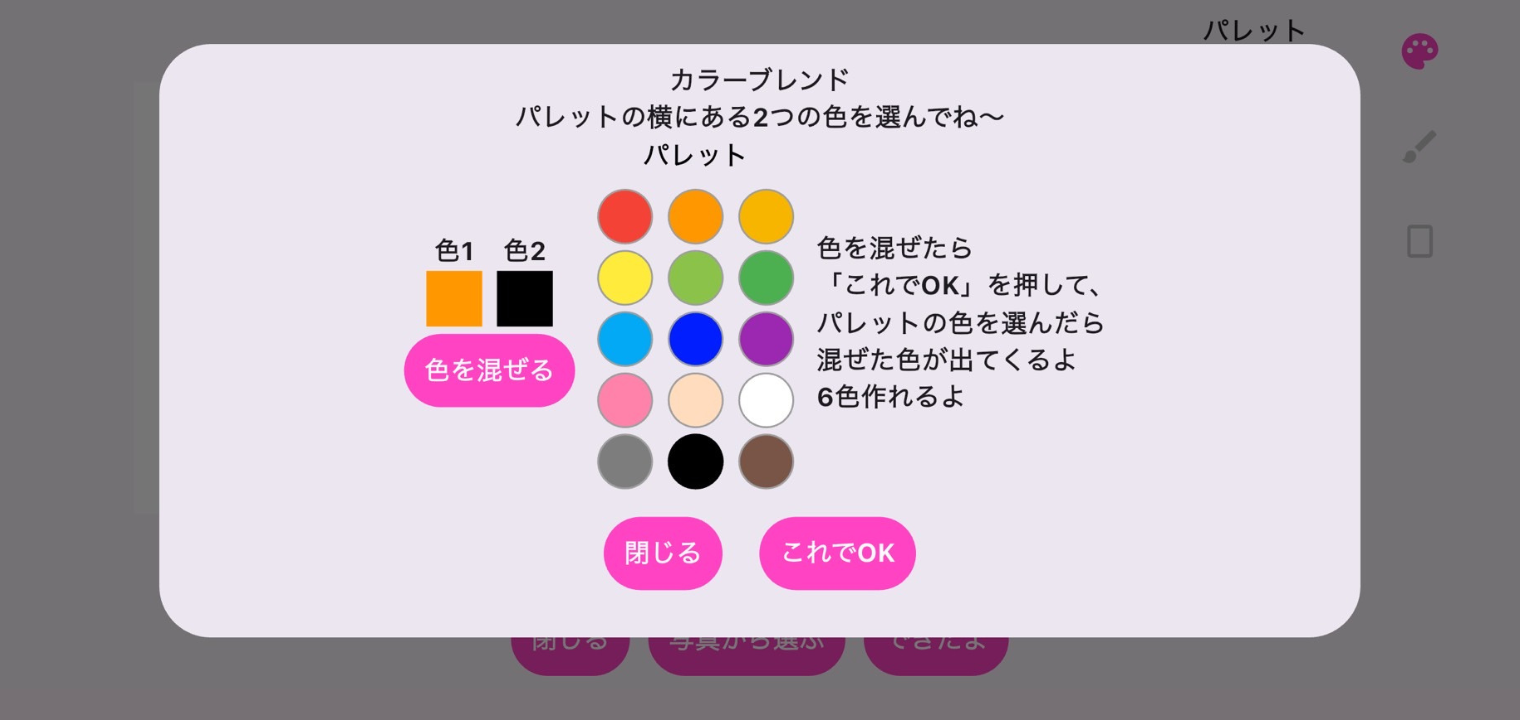 パレット
カラーブレンド
パレットの横にある2つの色を選んでね〜
パレット
色1 色2
色を混ぜる
色を混ぜたら
「これでOK」を押して、
パレットの色を選んだら
混ぜた色が出てくるよ
6色作れるよ
閉じる これでOK
閉じる 写真から選ぶ できたよ